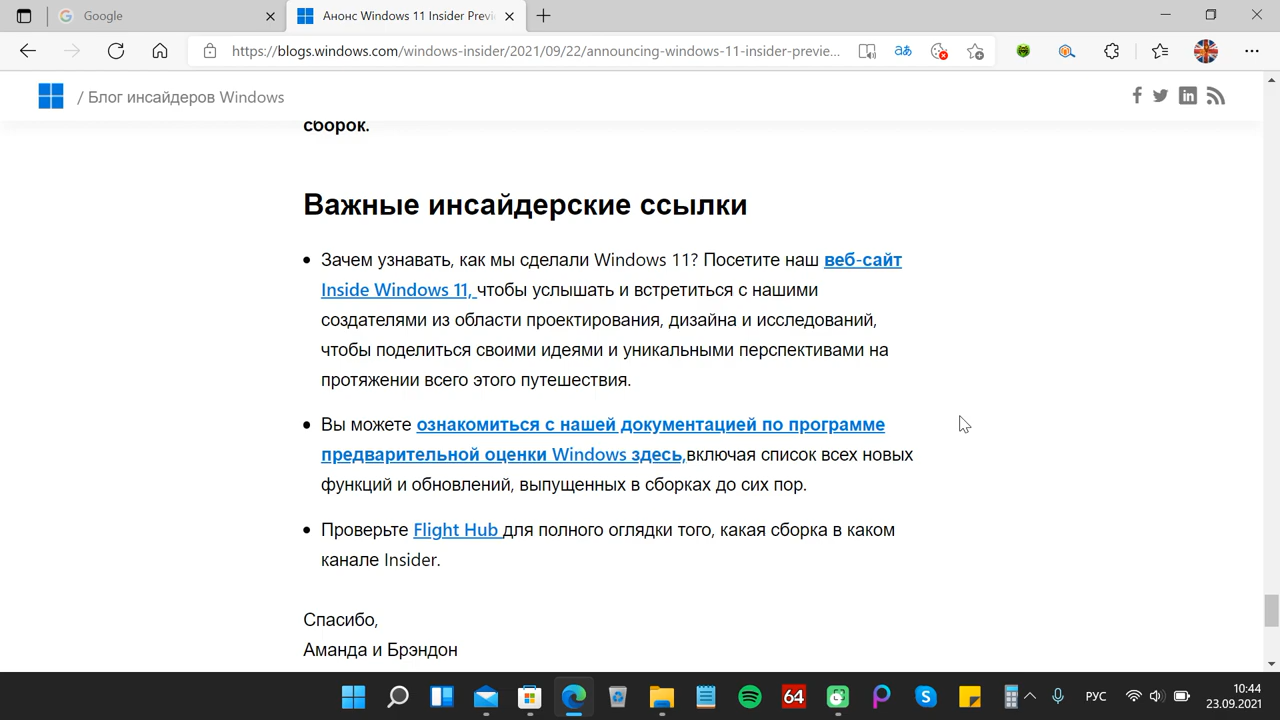 Google
Анонс Windows 11 Insider Previ
https://blogs.windows.com/windows-insider/2021/09/22/announcing-windows-11-insider-previe...
/ Блог инсайдеров Windows
сборок.
Важные инсайдерские ссылки
Зачем узнавать, как мы сделали Windows 11? Посетите наш веб-сайт
Inside Windows 11, чтобы услышать и встретиться с нашими
создателями из области проектирования, дизайна и исследований,
чтобы поделиться своими идеями и уникальными перспективами на
протяжении всего этого путешествия.
Вы можете ознакомиться с нашей документацией по программе
предварительной оценки Windows здесь,включая список всех новых
функций и обновлений, выпущенных в сборках до сих пор.
Проверьте Flight Hub для полного оглядки того, какая сборка в каком
канале Insider.
Спасибо,
Аманда и Брэндон
64
РУС
10:44
23.09.2021